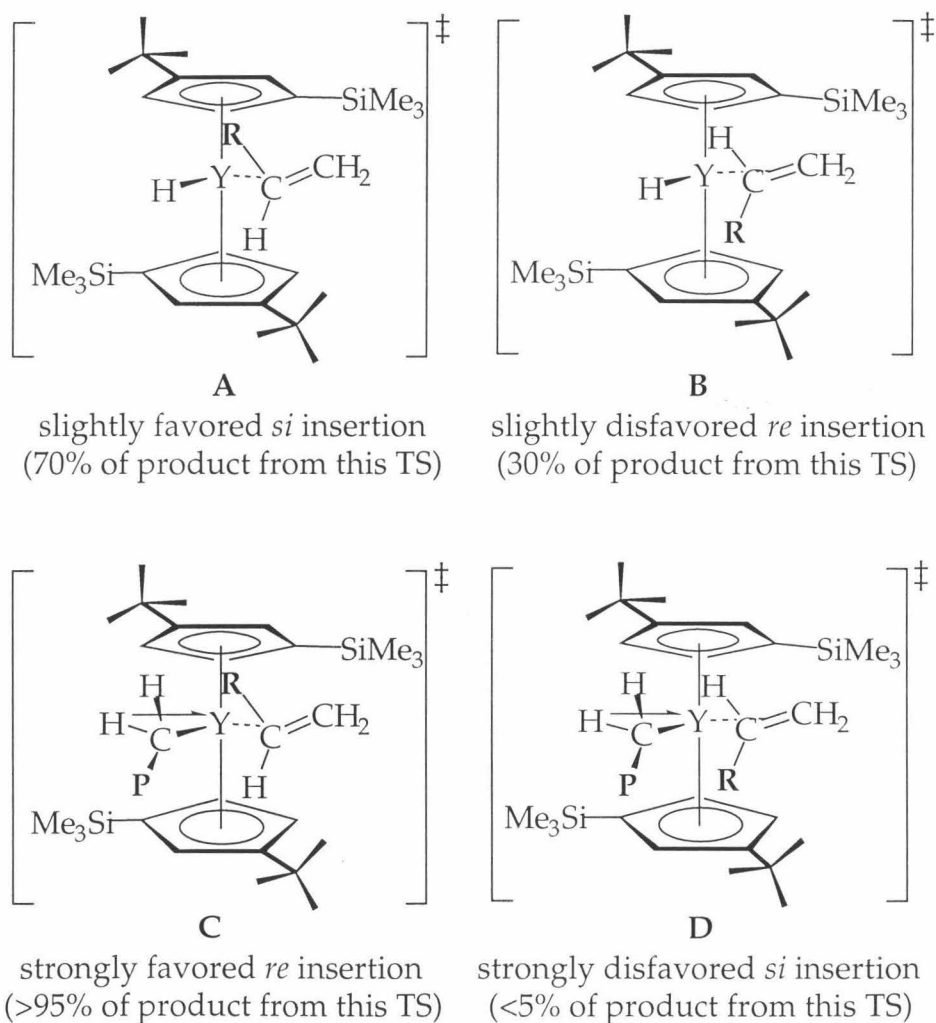 ‡ ‡
SiMe3 SiMe3
R H
H Y C CH2 H Y C CH2
H R
Me3Si Me3Si
A B
slightly favored si insertion slightly disfavored re insertion
(70% of product from this TS) (30% of product from this TS)
‡ ‡
SiMe3 SiMe3
H R H H
H C Y C CH2 H C Y C CH2
P H P R
Me3Si Me3Si
C D
strongly favored re insertion strongly disfavored si insertion
(>95% of product from this TS) (<5% of product from this TS)